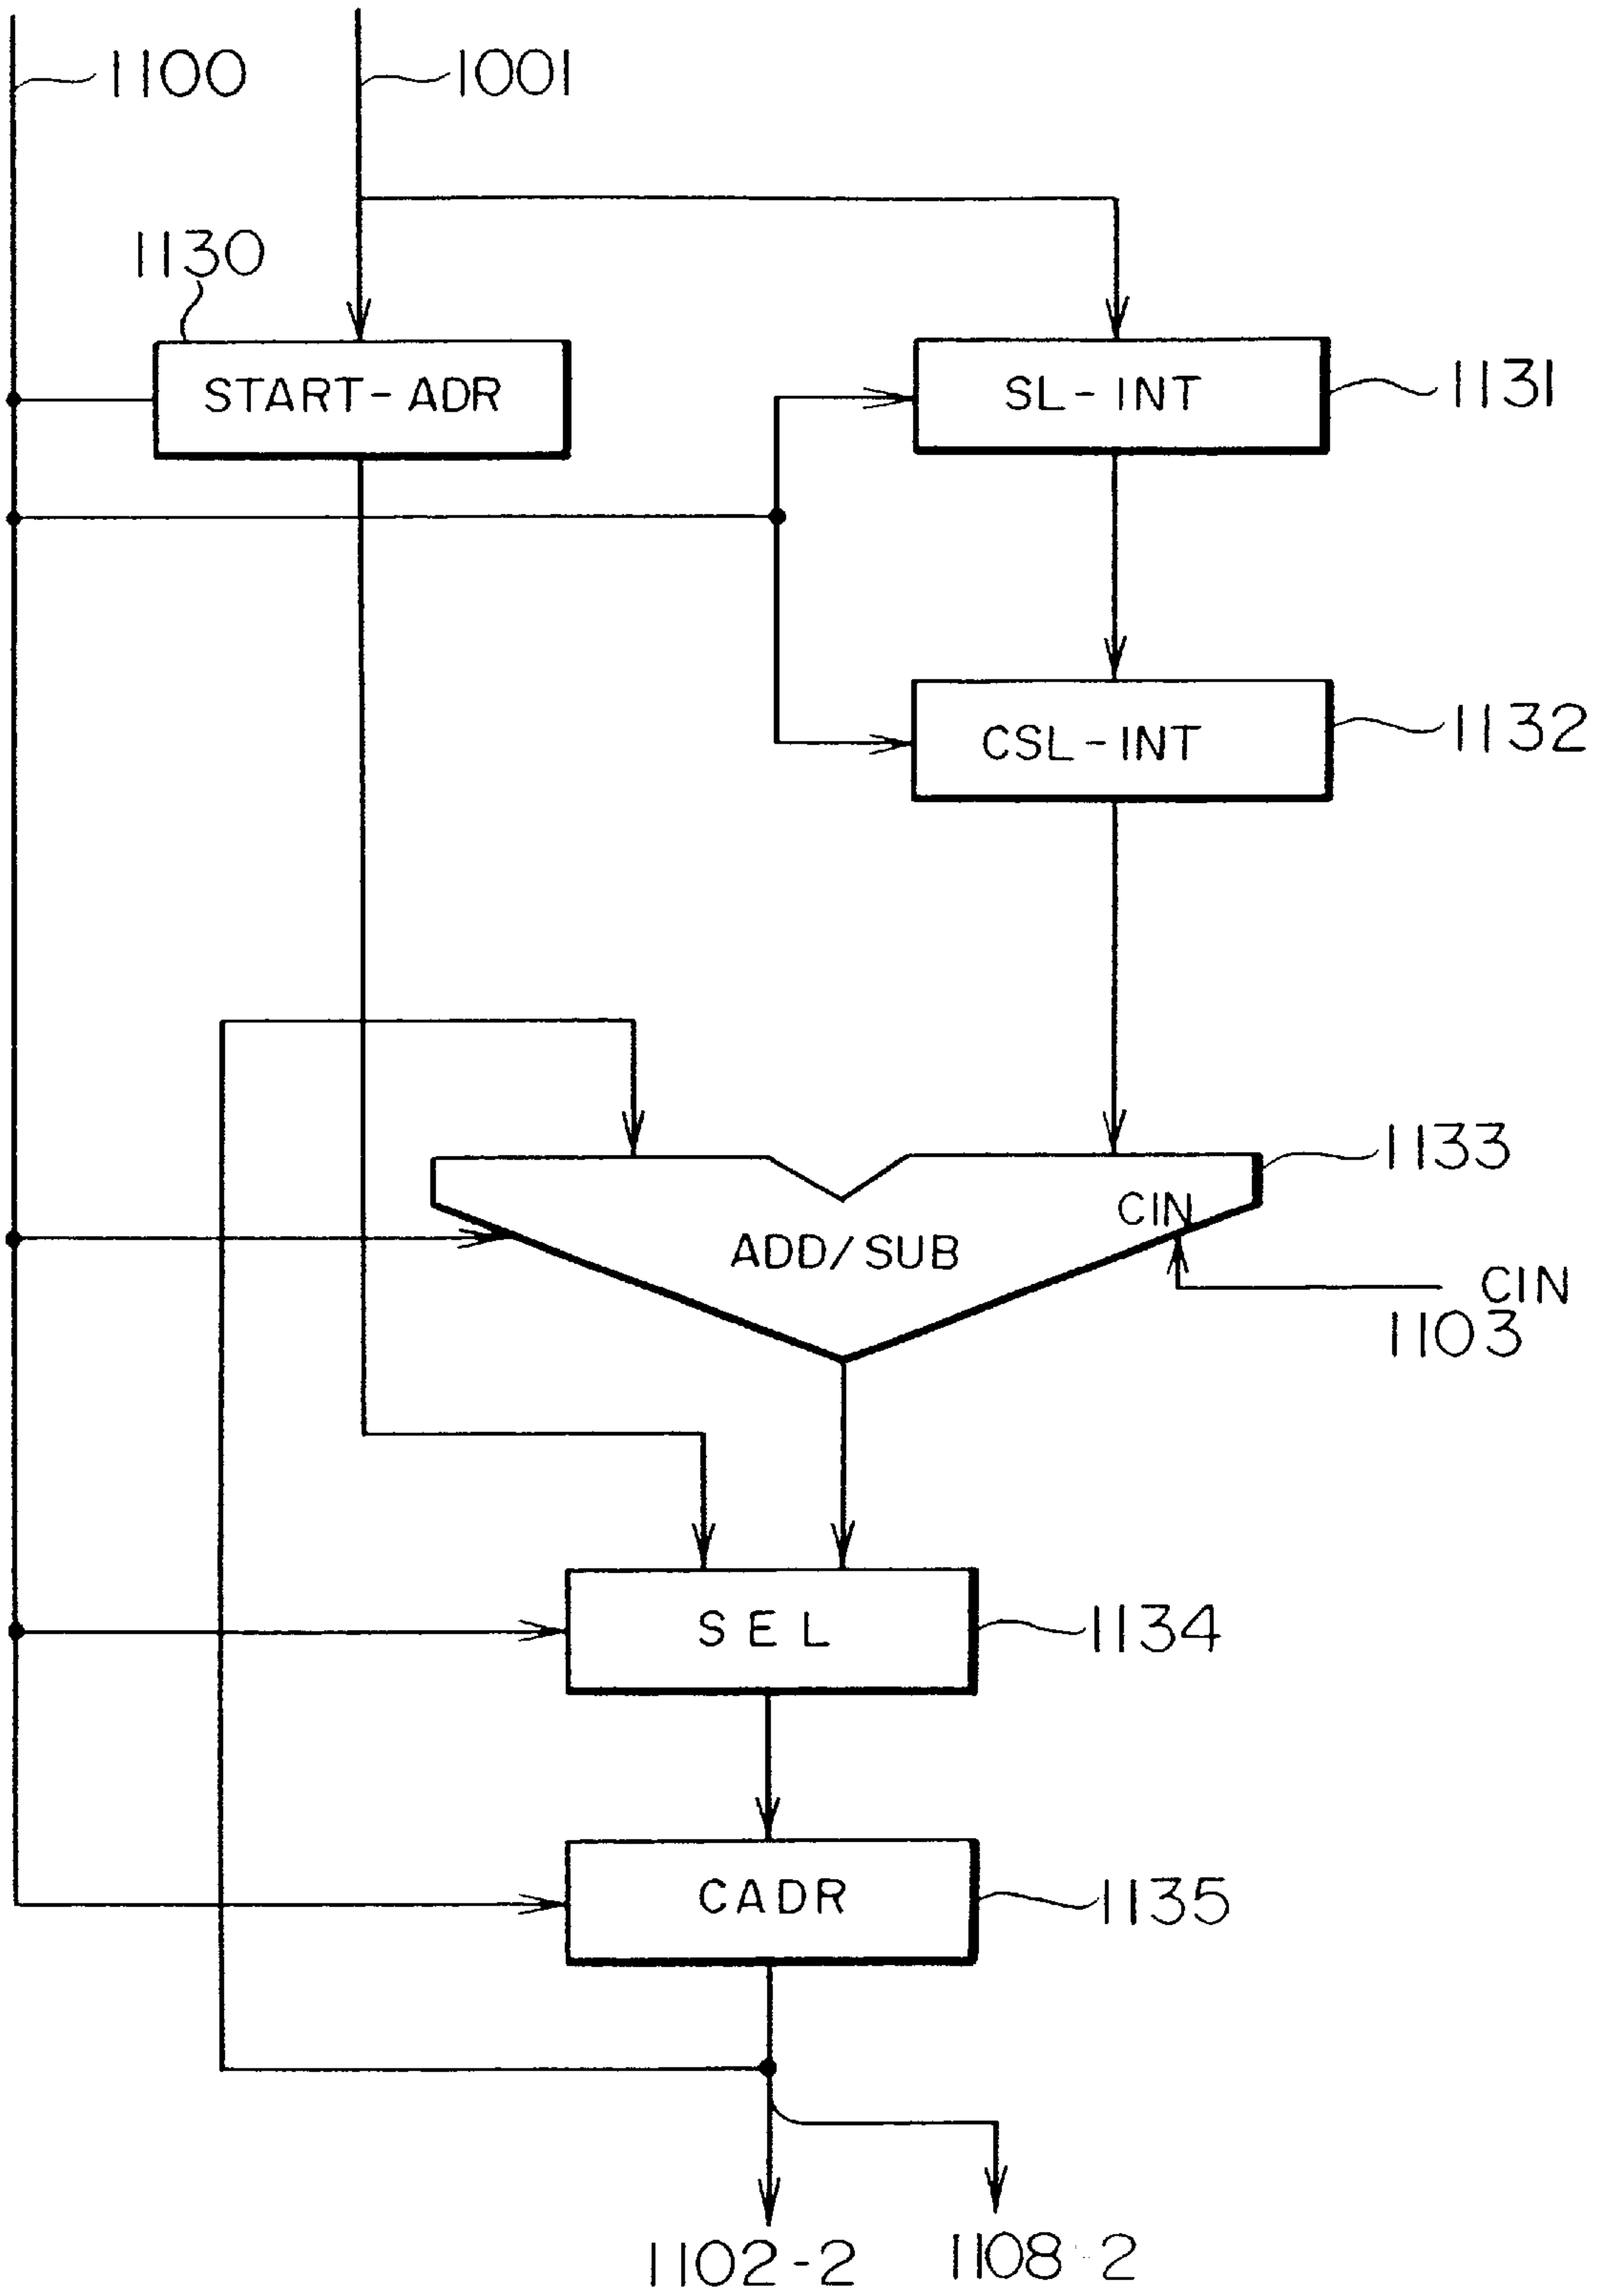 1100
1001
1130
START-ADR
SL-INT
1131
CSL-INT
1132
1133
CIN
ADD/SUB
CIN
1103
SEL
1134
CADR
1135
1102-2
1108-2